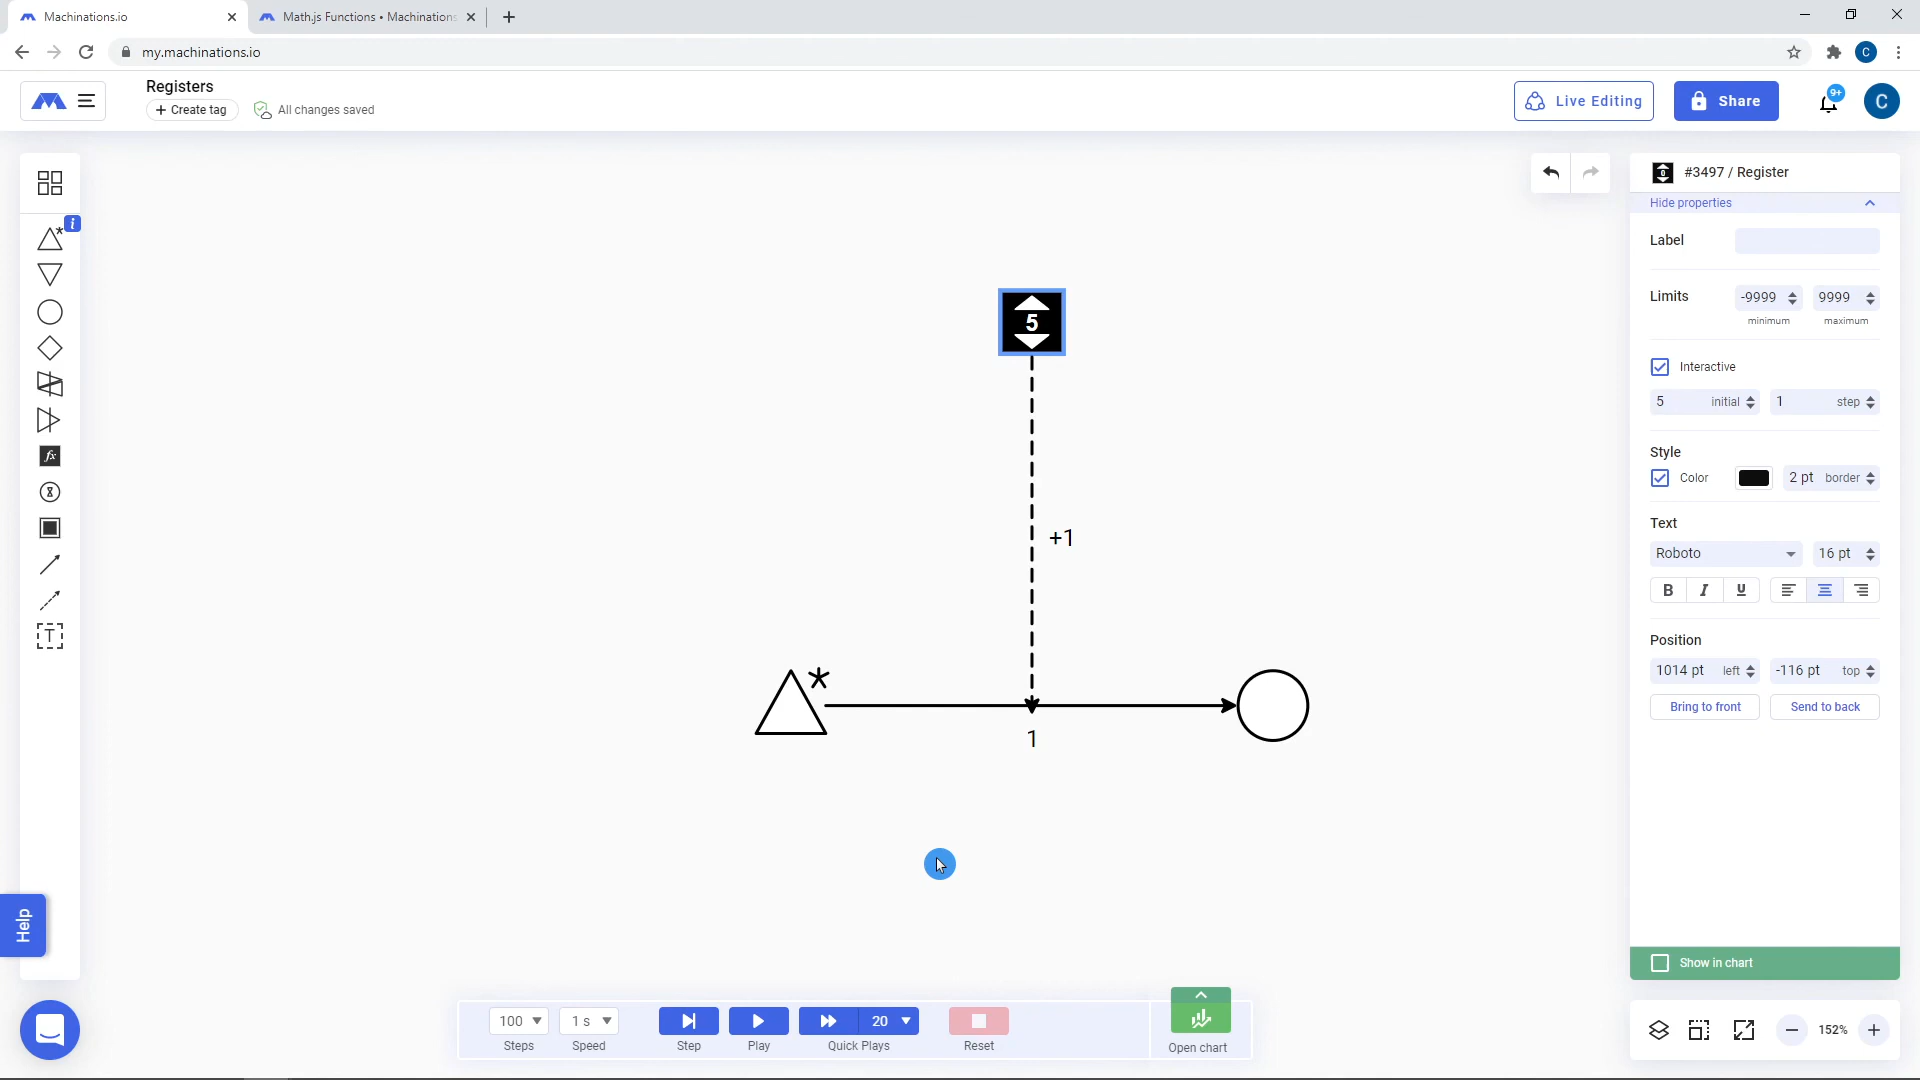 Machinations.io
Math.js Functions • Machinations
my.machinations.io
Registers
+ Create tag
All changes saved
Live Editing
Share
9+
C
C
i
#3497 / Register
Hide properties
Label
Limits
-9999
9999
minimum
maximum
Interactive
5 initial
1 step
Style
Color
2 pt border
Text
Roboto
16 pt
B
I
U
Position
1014 pt left
-116 pt top
Bring to front
Send to back
Show in chart
5
+1
*
1
fx
T
Help
100
1 s
20
Steps
Speed
Step
Play
Quick Plays
Reset
Open chart
152%